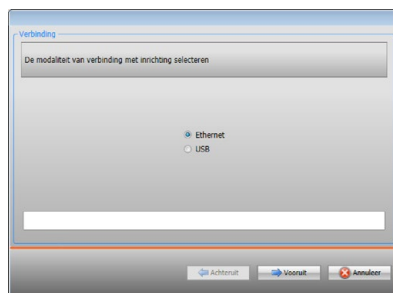 Verbinding
De modaliteit van verbinding met inrichting selecteren
Ethernet
USB
Achteruit
Vooruit
Annuleer